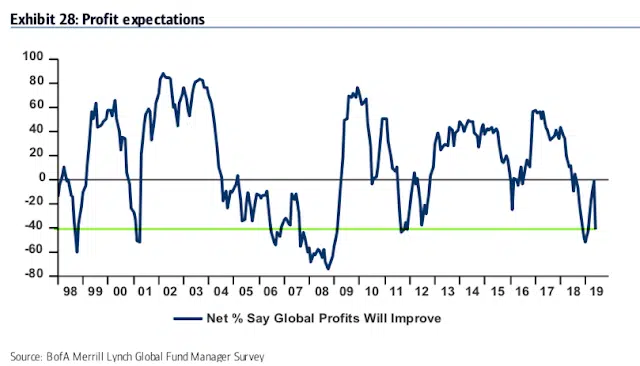 Exhibit 28: Profit expectations
100
80
60
40
20
0
-20
-40
-60
-80
98 99 00 01 02 03 04 05 06 07 08 09 10 11 12 13 14 15 16 17 18 19
Net % Say Global Profits Will Improve
Source: BofA Merrill Lynch Global Fund Manager Survey